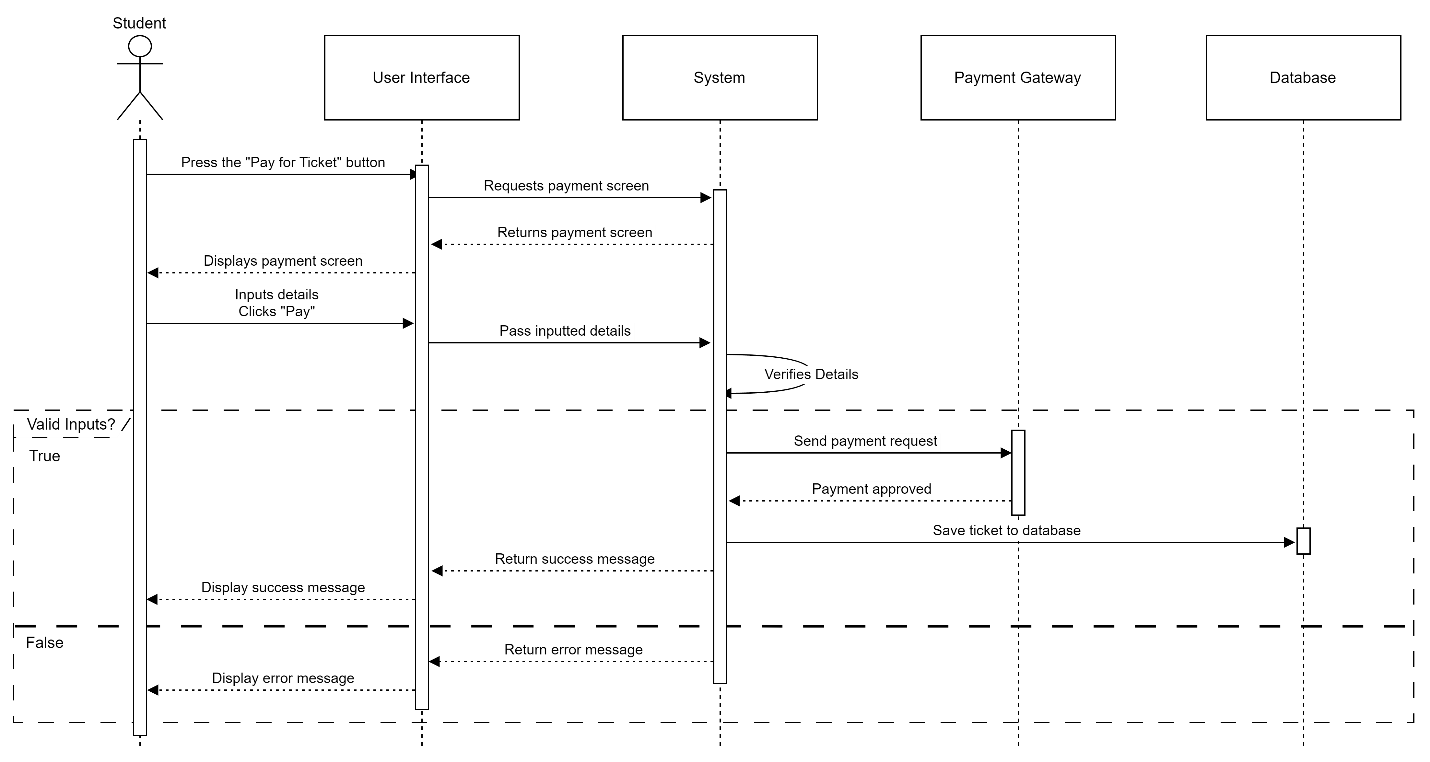 Student
User Interface
System
Payment Gateway
Database
Press the "Pay for Ticket" button
Requests payment screen
Returns payment screen
Displays payment screen
Inputs details
Clicks "Pay"
Pass inputted details
Verifies Details
Valid Inputs?
True
Send payment request
Payment approved
Save ticket to database
Return success message
Display success message
False
Return error message
Display error message